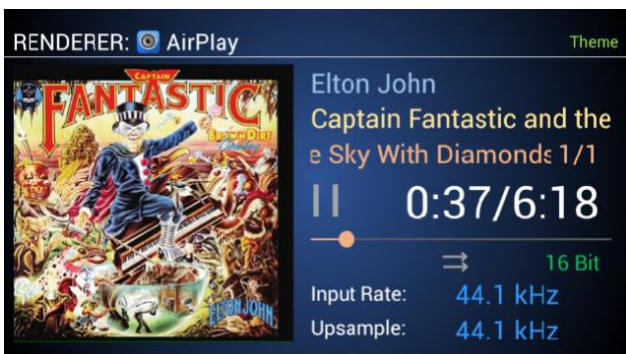 RENDERER: AirPlay
Theme
CAPTAIN
FANTASTIC
BROWN DIRT
Cowboy
ELTON JOHN
Elton John
Captain Fantastic and the
e Sky With Diamonds 1/1
0:37/6:18
16 Bit
Input Rate: 44.1 kHz
Upsample: 44.1 kHz